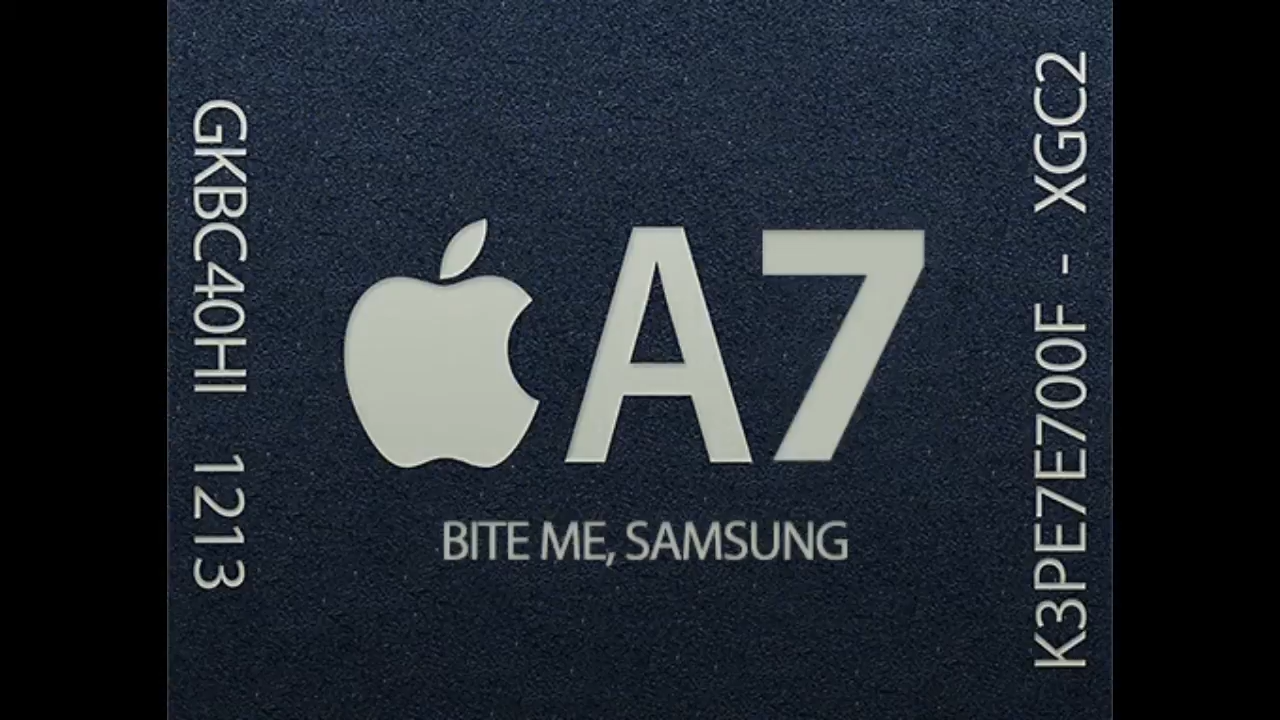 GKBC40HI 1213
A7
BITE ME, SAMSUNG
K3PE7E700F - XGC2